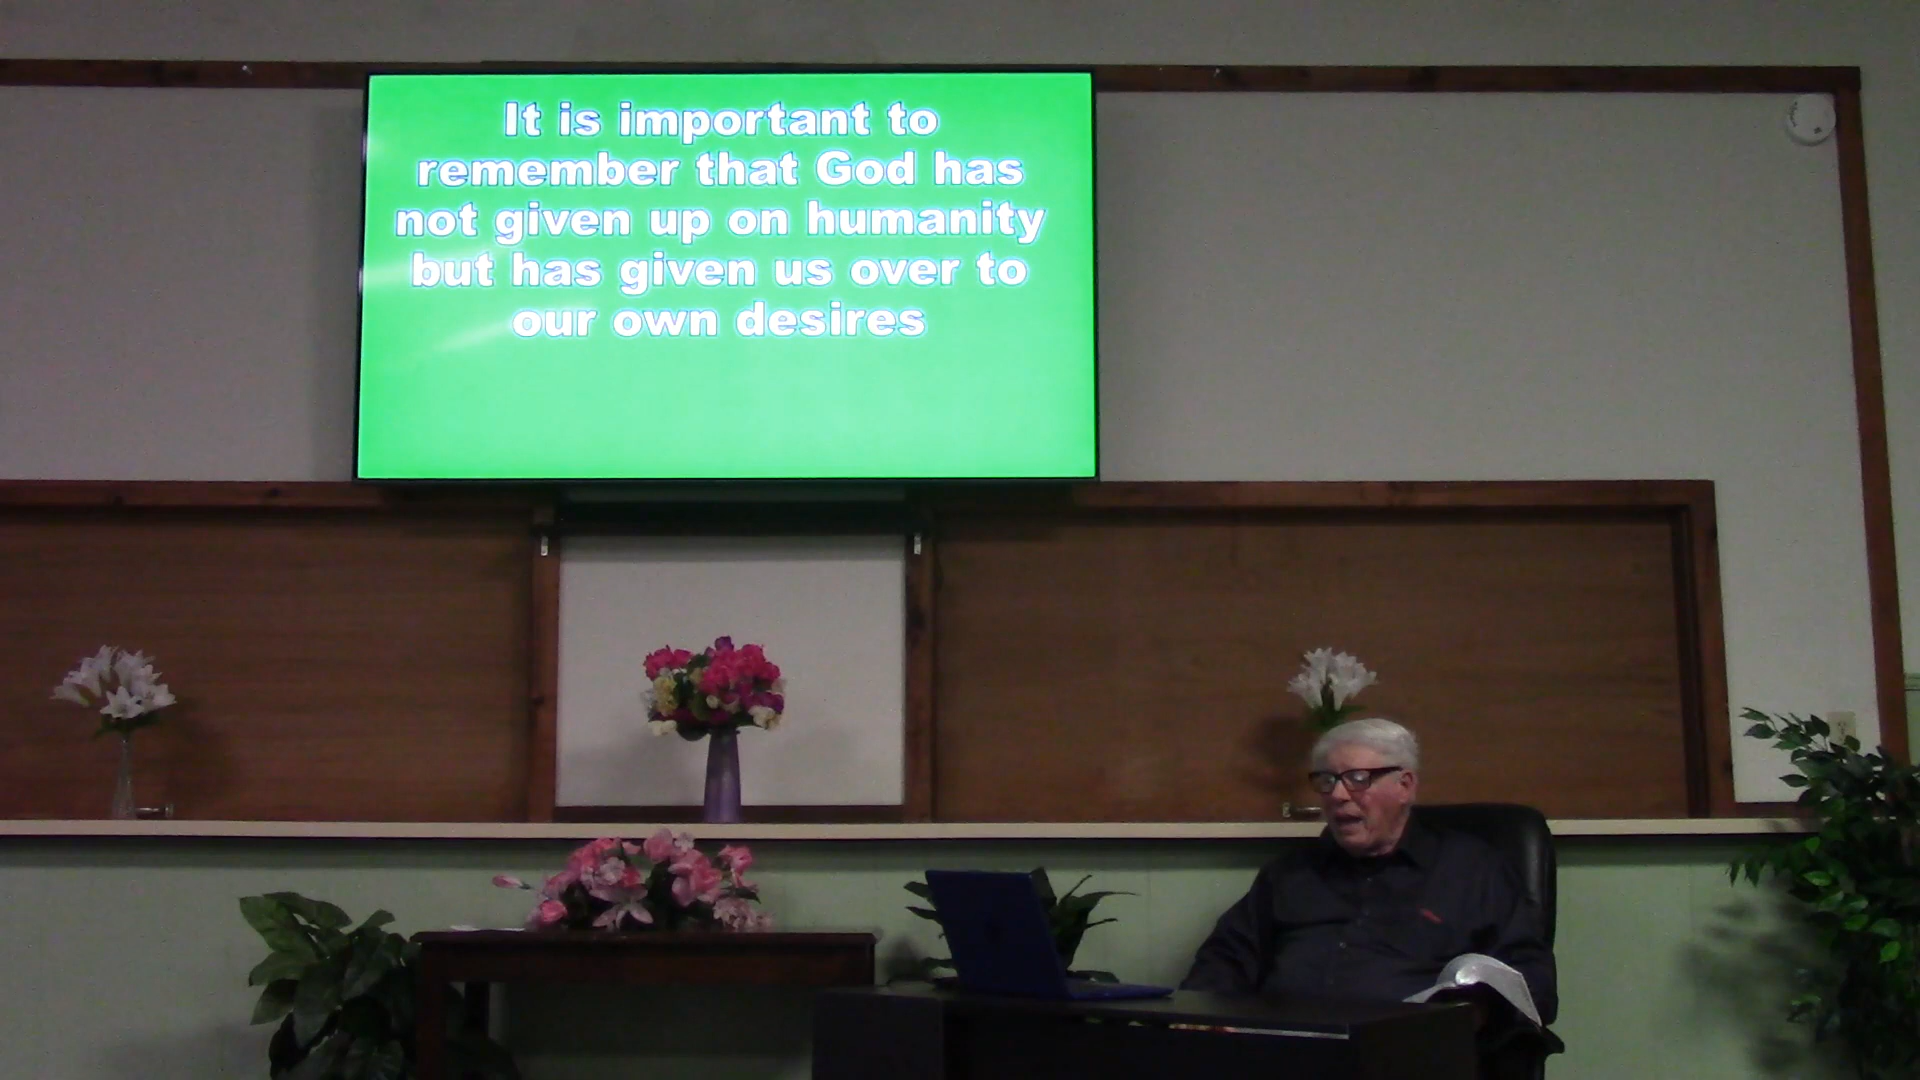 It is important to
remember that God has
not given up on humanity
but has given us over to
our own desires